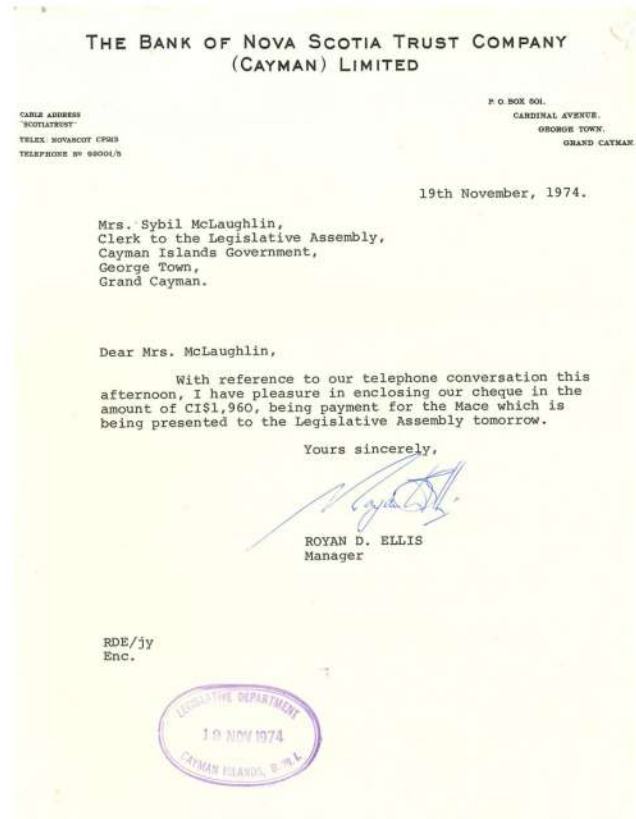 THE BANK OF NOVA SCOTIA TRUST COMPANY
(CAYMAN) LIMITED
CABLE ADDRESS
"SCOTIATRUST"
TELEX: NOVASCOT CP213
TELEPHONE Nº
P. O. BOX 501.
CARDINAL AVENUE.
GEORGE TOWN.
GRAND CAYMAN
19th November, 1974.
Mrs. Sybil McLaughlin,
Clerk to the Legislative Assembly,
Cayman Islands Government,
George Town,
Grand Cayman.
Dear Mrs. McLaughlin,
With reference to our telephone conversation this
afternoon, I have pleasure in enclosing our cheque in the
amount of CI$1,960, being payment for the Mace which is
being presented to the Legislative Assembly tomorrow.
Yours sincerely,
ROYAN D. ELLIS
Manager
RDE/jy
Enc.
LEGISLATIVE DEPARTMENT
19 NOV 1974
CAYMAN ISLANDS, B.W.I.